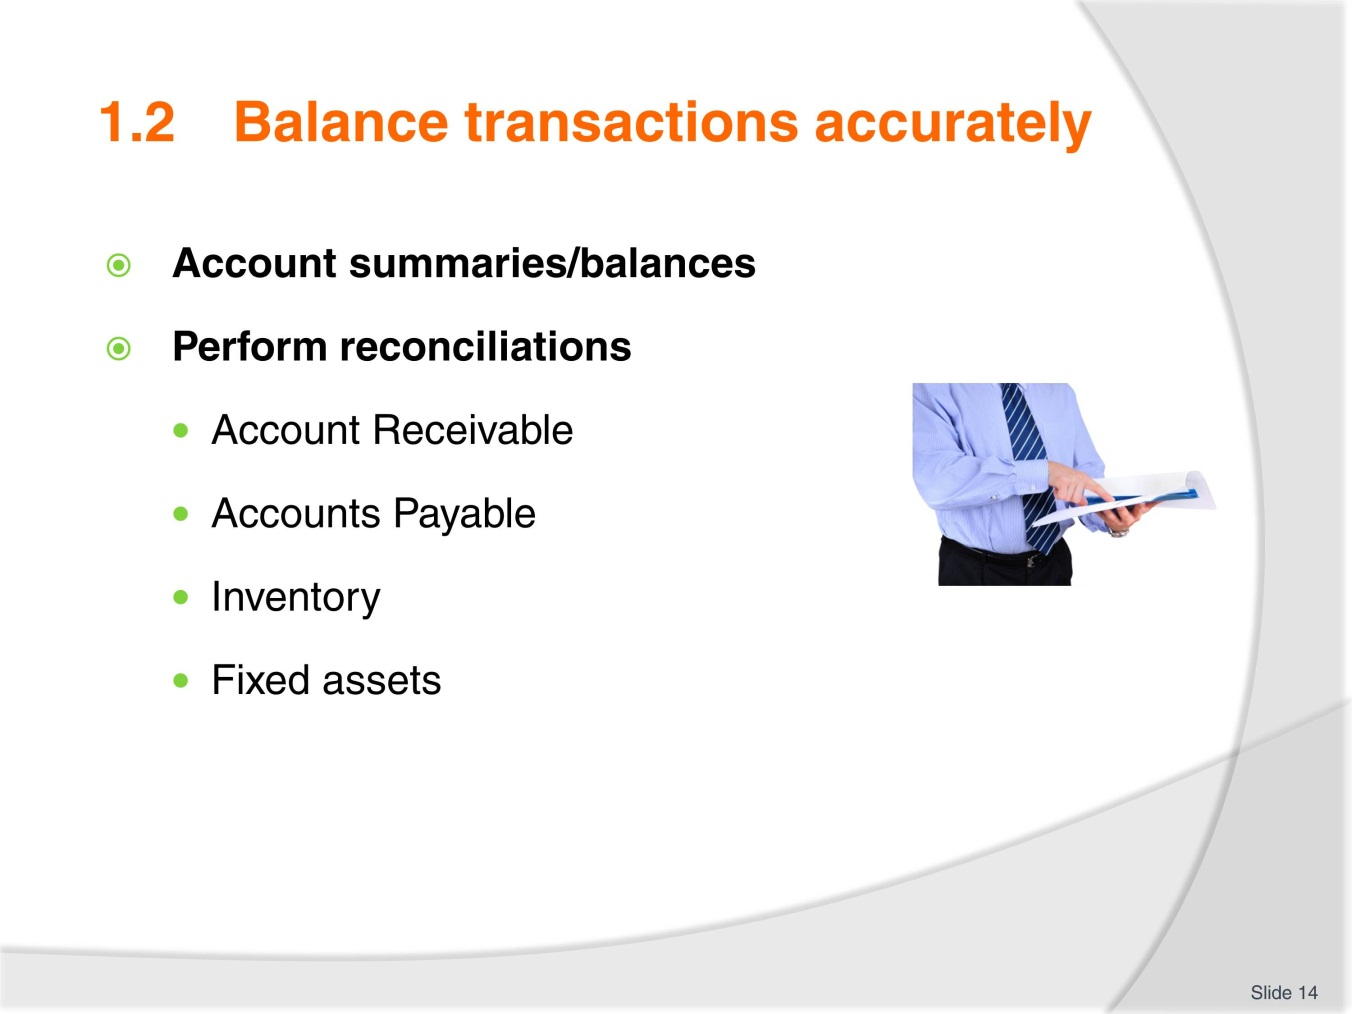 1.2 Balance transactions accurately
Account summaries/balances
Perform reconciliations
Account Receivable
Accounts Payable
Inventory
Fixed assets
Slide 14